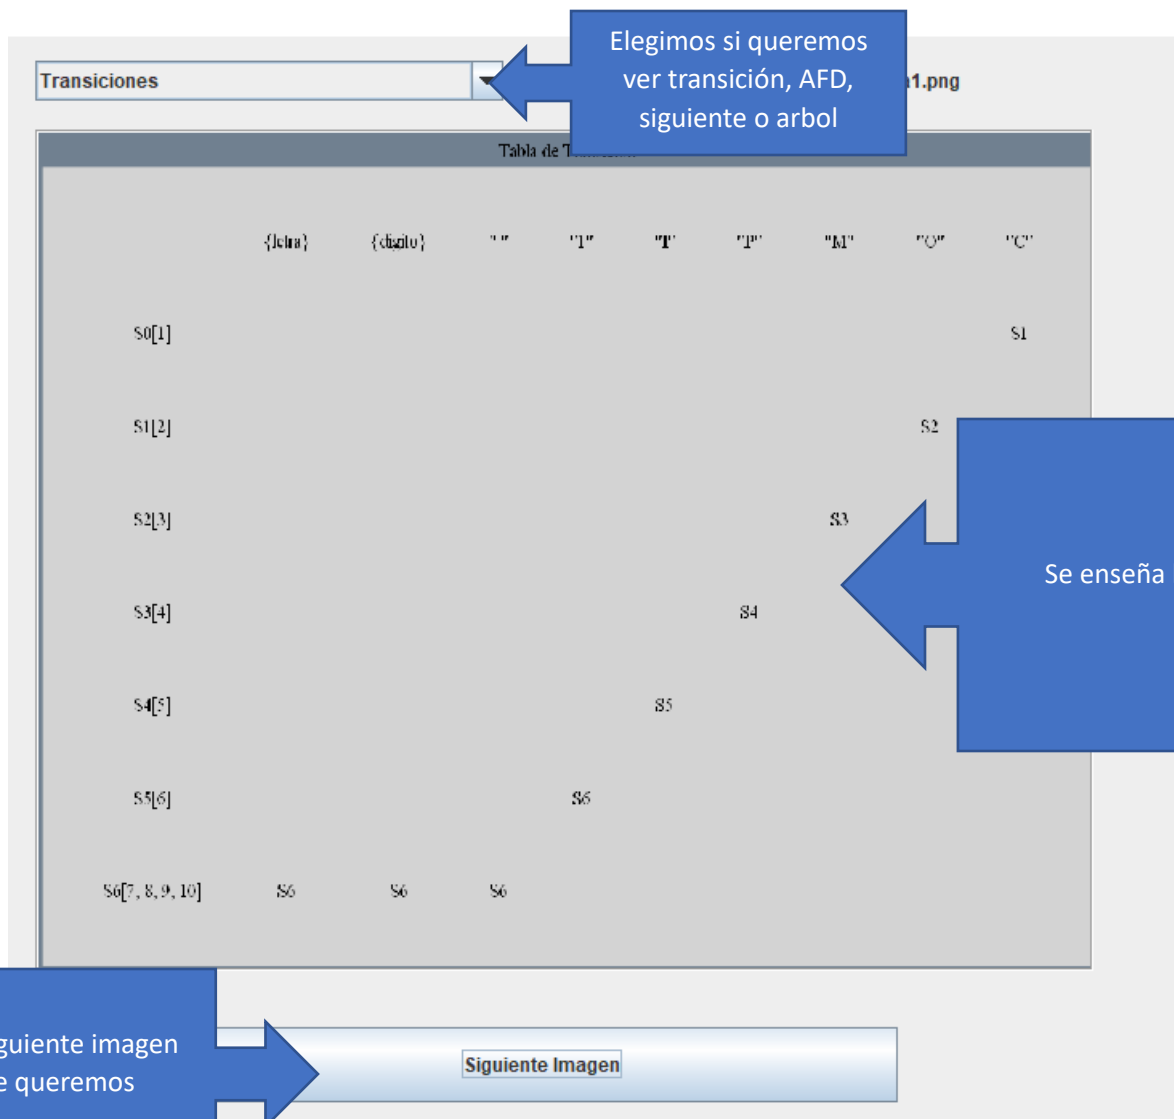 Elegimos si queremos
ver transición, AFD,
siguiente o arbol
Transiciones
1.png
Tabla de
{letra} {digito} " " "I" "T" "P" "M" "O" "C"
S0[1] S1
S1[2] S2
S2[3] S3
Se enseña
S3[4] S4
S4[5] S5
S5[6] S6
S6[7, 8, 9, 10] S6 S6 S6
guiente imagen
e queremos
Siguiente Imagen